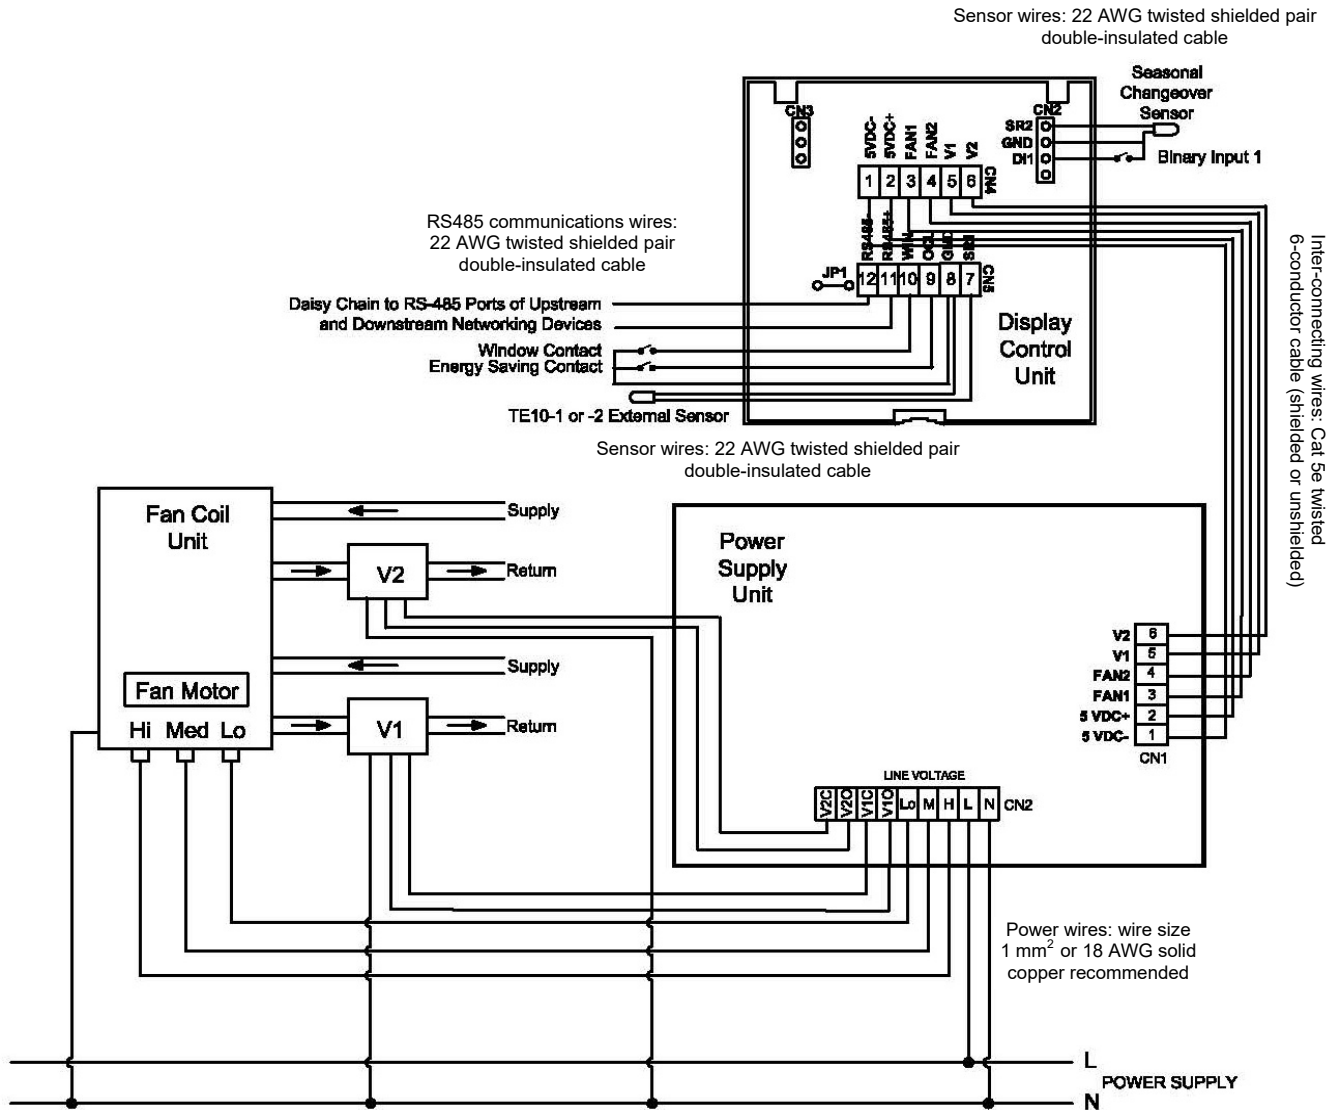 Sensor wires: 22 AWG twisted shielded pair
double-insulated cable
Seasonal
Changeover
Sensor
CN3
CN2
SR2
GND
DI1
Binary Input 1
5VDC-
5VDC+
FAN1
FAN2
V1
V2
1 2 3 4 5 6
CN4
RS485-
RS485+
WIN
OCL
GND
SR1
JP1
12 11 10 9 8 7
CN5
RS485 communications wires:
22 AWG twisted shielded pair
double-insulated cable
Daisy Chain to RS-485 Ports of Upstream
and Downstream Networking Devices
Window Contact
Energy Saving Contact
TE10-1 or -2 External Sensor
Display
Control
Unit
Sensor wires: 22 AWG twisted shielded pair
double-insulated cable
Inter-connecting wires: Cat 5e twisted
6-conductor cable (shielded or unshielded)
Fan Coil
Unit
Supply
V2
Return
Supply
Fan Motor
Hi Med Lo
V1
Return
Power
Supply
Unit
V2 6
V1 5
FAN2 4
FAN1 3
5 VDC+ 2
5 VDC- 1
CN1
LINE VOLTAGE
V2C V2O V1C V1O Lo M H L N CN2
Power wires: wire size
1 mm² or 18 AWG solid
copper recommended
L
POWER SUPPLY
N